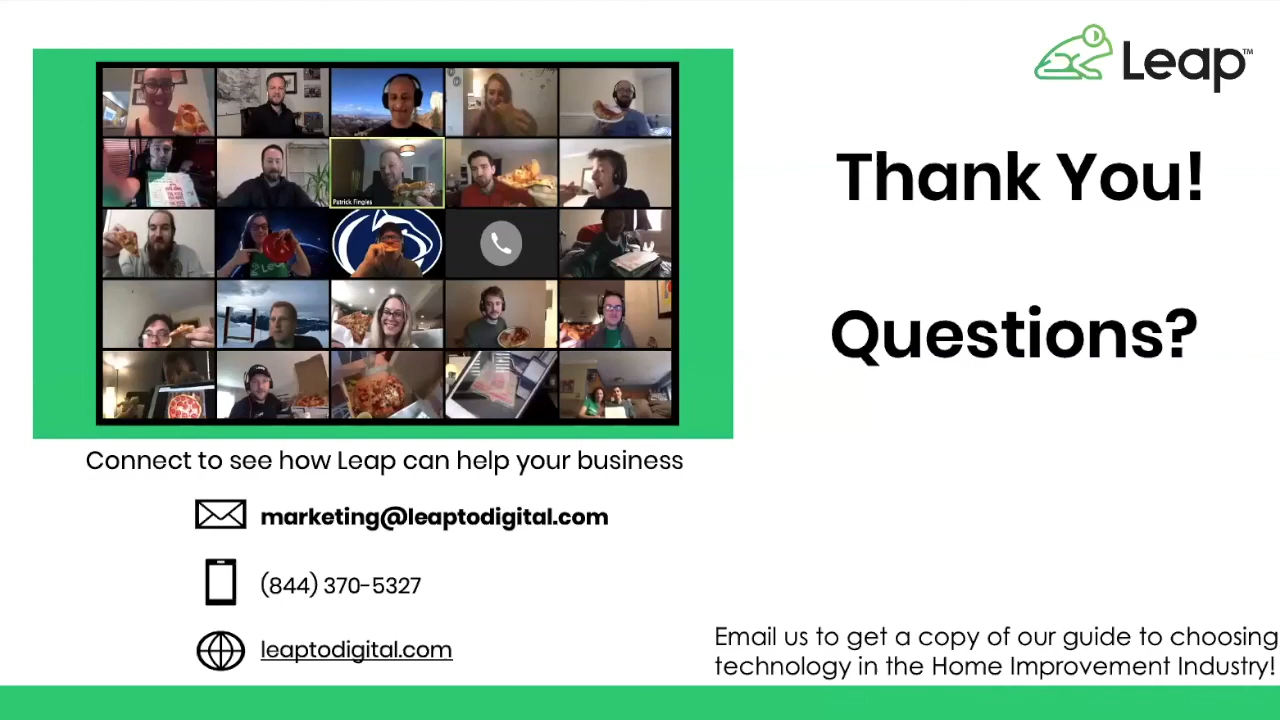 Leap™
Thank You!
Questions?
Patrick Fingles
Leap
Connect to see how Leap can help your business
marketing@leaptodigital.com
(844) 370-5327
leaptodigital.com
Email us to get a copy of our guide to choosing
technology in the Home Improvement Industry!